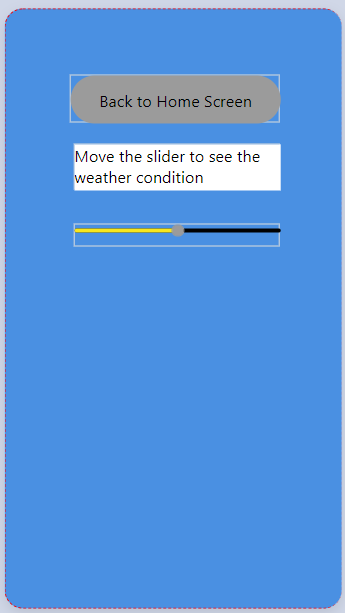 Back to Home Screen
Move the slider to see the
weather condition